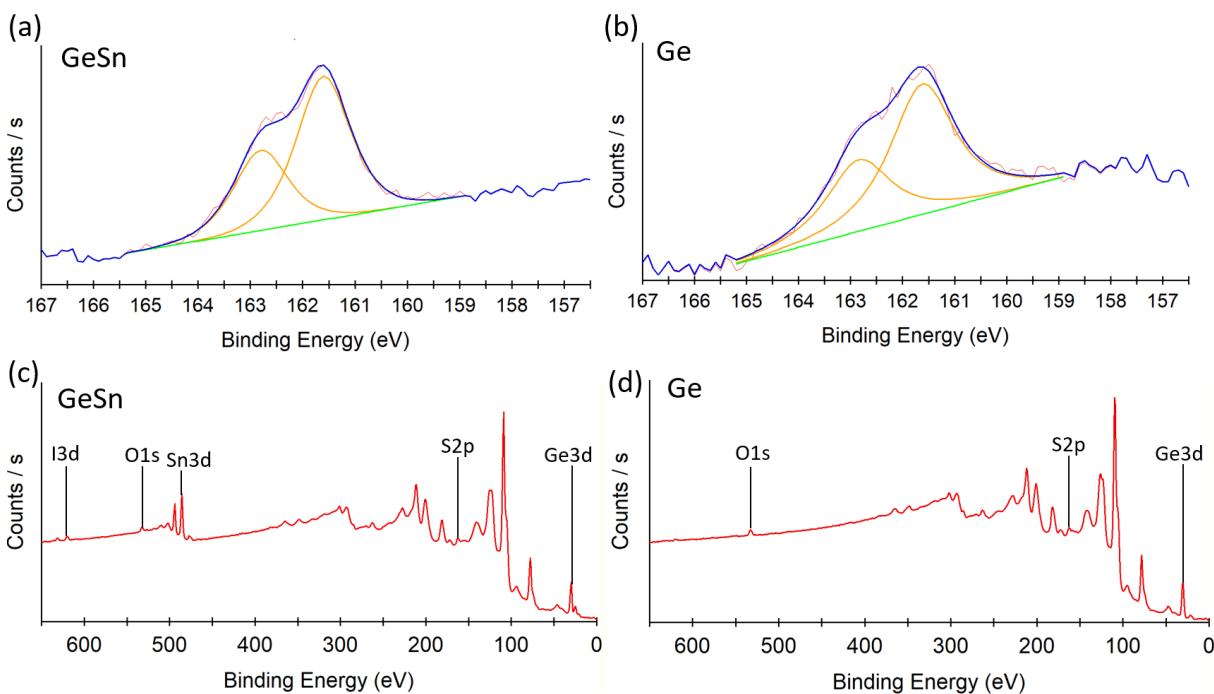 (a)
GeSn
Counts / s
167 166 165 164 163 162 161 160 159 158 157
Binding Energy (eV)
(b)
Ge
Counts / s
167 166 165 164 163 162 161 160 159 158 157
Binding Energy (eV)
(c)
GeSn
I3d
O1s
Sn3d
S2p
Ge3d
Counts / s
600 500 400 300 200 100 0
Binding Energy (eV)
(d)
Ge
O1s
S2p
Ge3d
Counts / s
600 500 400 300 200 100 0
Binding Energy (eV)